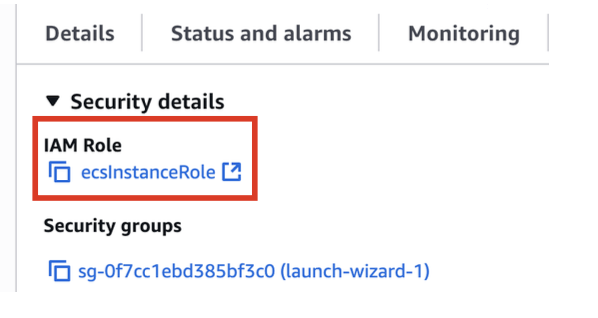 Details Status and alarms Monitoring
Security details
IAM Role
ecsInstanceRole
Security groups
sg-0f7cc1ebd385bf3c0 (launch-wizard-1)